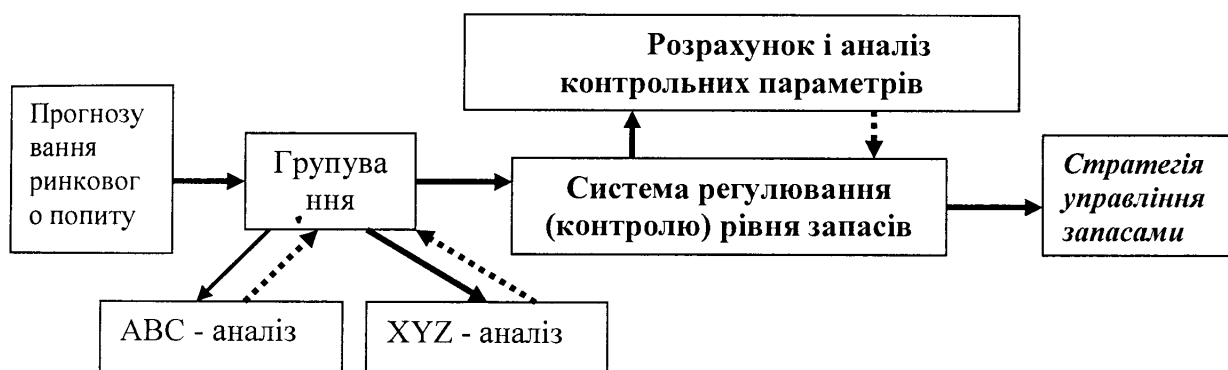 Прогнозу
вання
ринковог
о попиту
Групува
ння
ABC - аналіз
XYZ - аналіз
Розрахунок і аналіз
контрольних параметрів
Система регулювання
(контролю) рівня запасів
Стратегія
управління
запасами